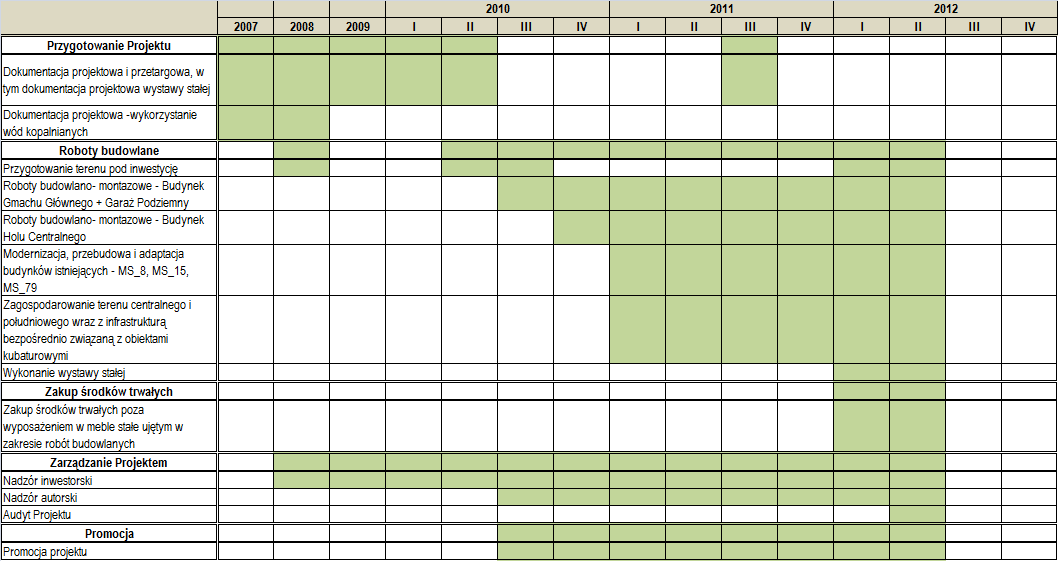 2010 2011 2012
2007 2008 2009 I II III IV I II III IV I II III IV
Przygotowanie Projektu
Dokumentacja projektowa i przetargowa, w
tym dokumentacja projektowa wystawy stałej
Dokumentacja projektowa -wykorzystanie
wód kopalnianych
Roboty budowlane
Przygotowanie terenu pod inwestycję
Roboty budowlano- montazowe - Budynek
Gmachu Głównego + Garaż Podziemny
Roboty budowlano- montazowe - Budynek
Holu Centralnego
Modernizacja, przebudowa i adaptacja
budynków istniejących - MS_8, MS_15,
MS_79
Zagospodarowanie terenu centralnego i
południowego wraz z infrastrukturą
bezpośrednio związaną z obiektami
kubaturowymi
Wykonanie wystawy stałej
Zakup środków trwałych
Zakup środków trwałych poza
wyposażeniem w meble stałe ujętym w
zakresie robót budowlanych
Zarządzanie Projektem
Nadzór inwestorski
Nadzór autorski
Audyt Projektu
Promocja
Promocja projektu